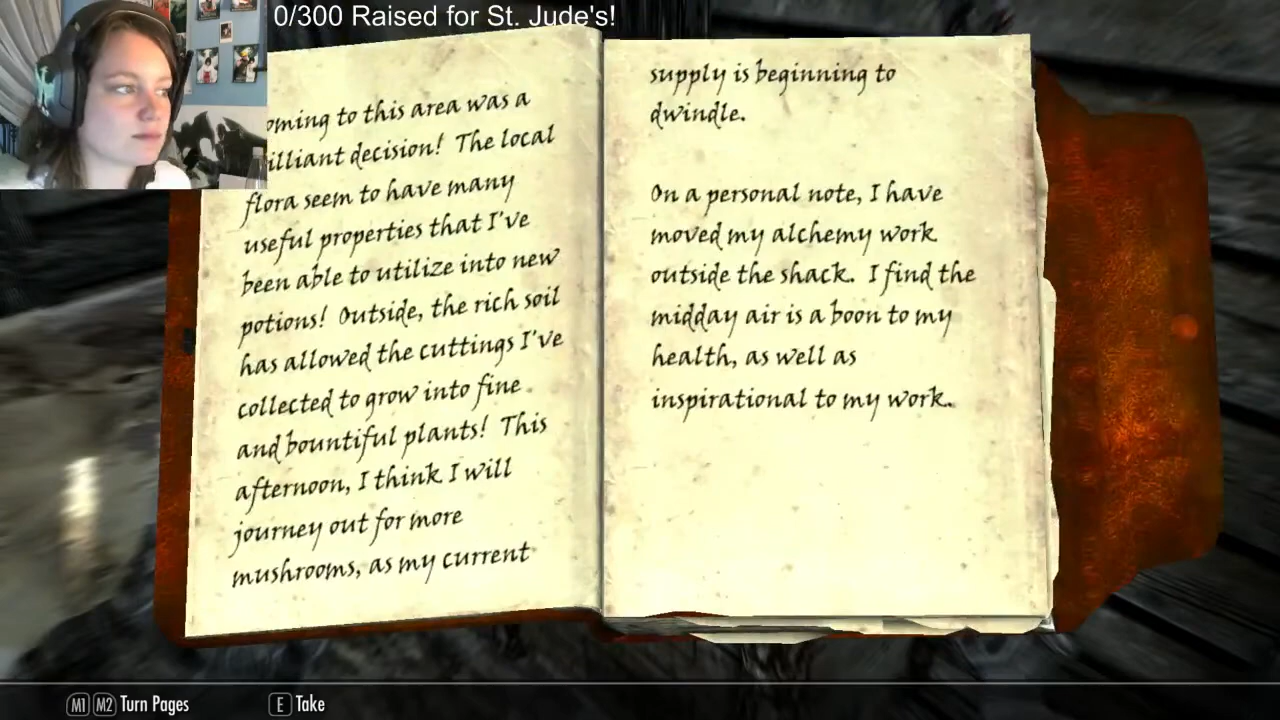 0/300 Raised for St. Jude's!
oming to this area was a
illiant decision! The local
flora seem to have many
useful properties that I've
been able to utilize into new
potions! Outside, the rich soil
has allowed the cuttings I've
collected to grow into fine
and bountiful plants! This
afternoon, I think I will
journey out for more
mushrooms, as my current
supply is beginning to
dwindle.
On a personal note, I have
moved my alchemy work
outside the shack. I find the
midday air is a boon to my
health, as well as
inspirational to my work.
M1 M2 Turn Pages
E Take